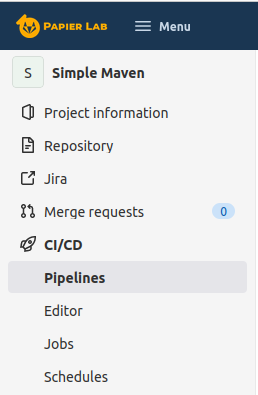 PAPIER LAB
Menu
S
Simple Maven
Project information
Repository
Jira
Merge requests
0
CI/CD
Pipelines
Editor
Jobs
Schedules